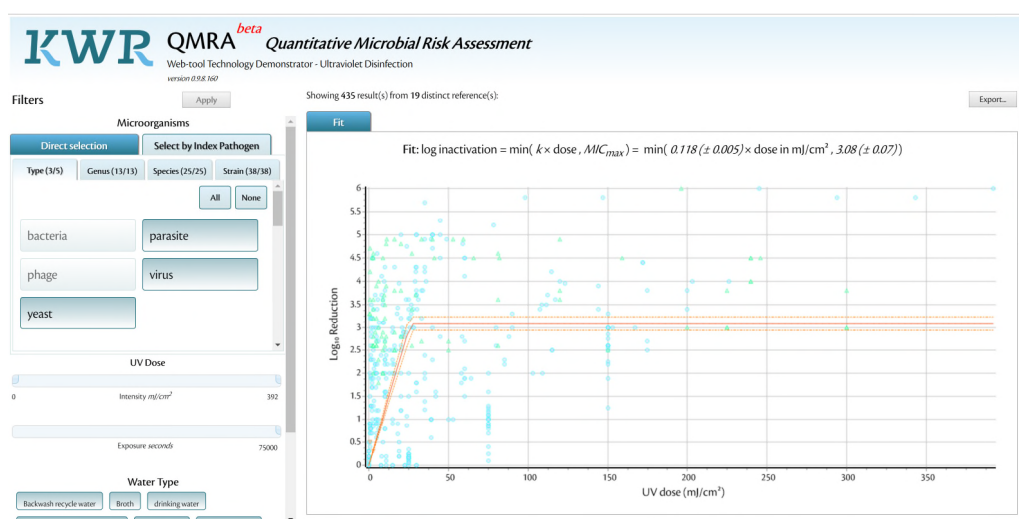 KWR
QMRA beta Quantitative Microbial Risk Assessment
Web-tool Technology Demonstrator - Ultraviolet Disinfection
version 0.9.8.160
Filters
Apply
Microorganisms
Direct selection
Select by Index Pathogen
Type (3/5)
Genus (13/13)
Species (25/25)
Strain (38/38)
All
None
bacteria
parasite
phage
virus
yeast
UV Dose
0
Intensity mJ/cm²
392
Exposure seconds
75000
Water Type
Backwash recycle water
Broth
drinking water
Showing 435 result(s) from 19 distinct reference(s):
Export...
Fit
Fit: log inactivation = min( k × dose , MICmax ) = min( 0.118 (± 0.005) × dose in mJ/cm² , 3.08 (± 0.07) )
Log₁₀ Reduction
6
5.5
5
4.5
4
3.5
3
2.5
2
1.5
1
0.5
0
0
50
100
150
200
250
300
350
UV dose (mJ/cm²)